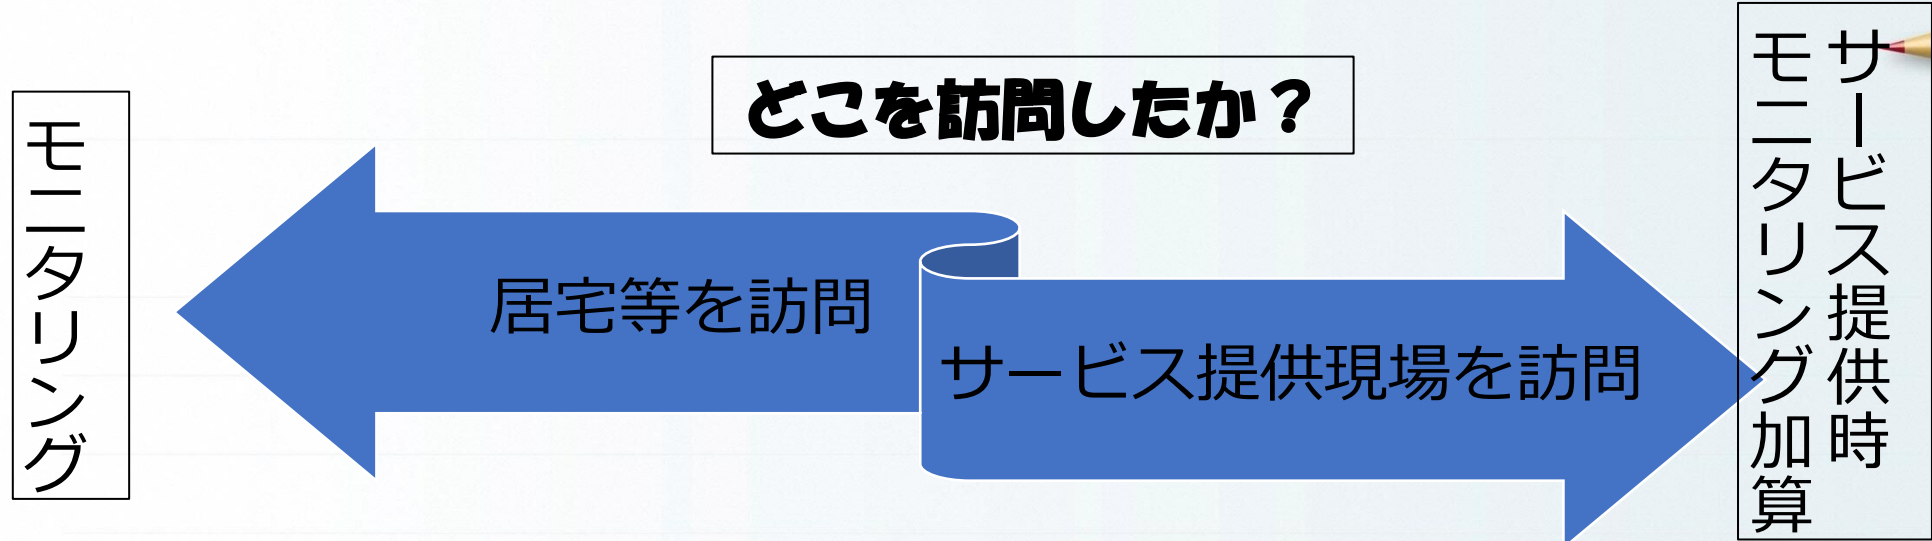 どこを訪問したか？
モニタリング
居宅等を訪問
サービス提供現場を訪問
サービス提供時
モニタリング加算